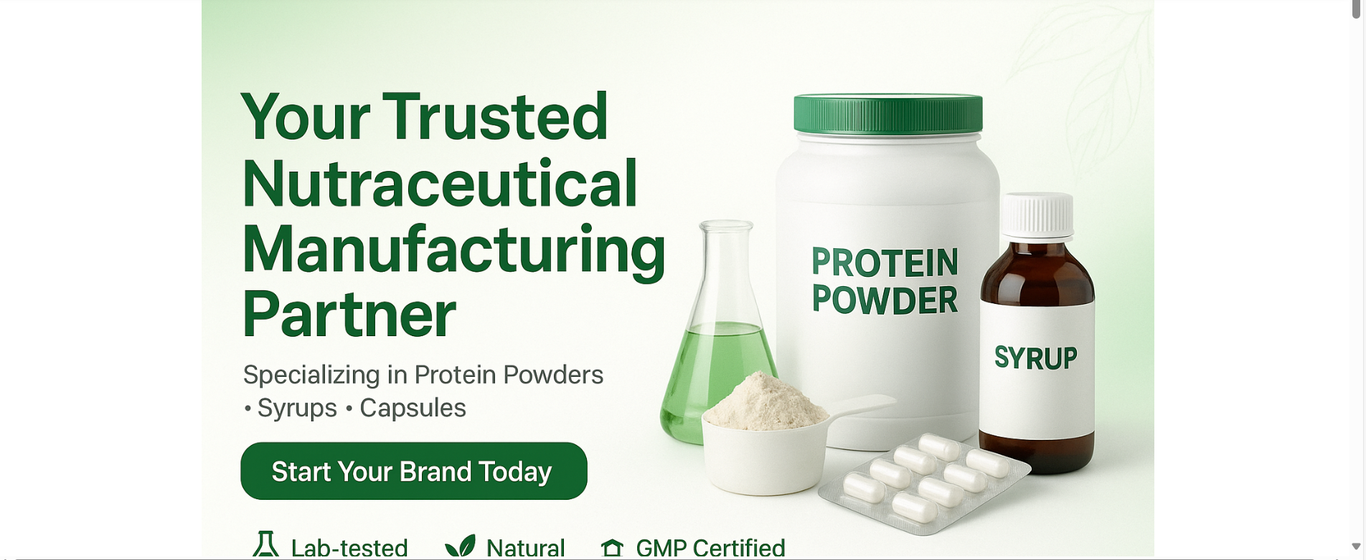 Your Trusted
Nutraceutical
Manufacturing
Partner
Specializing in Protein Powders
• Syrups • Capsules
Start Your Brand Today
Lab-tested
Natural
GMP Certified
PROTEIN
POWDER
SYRUP